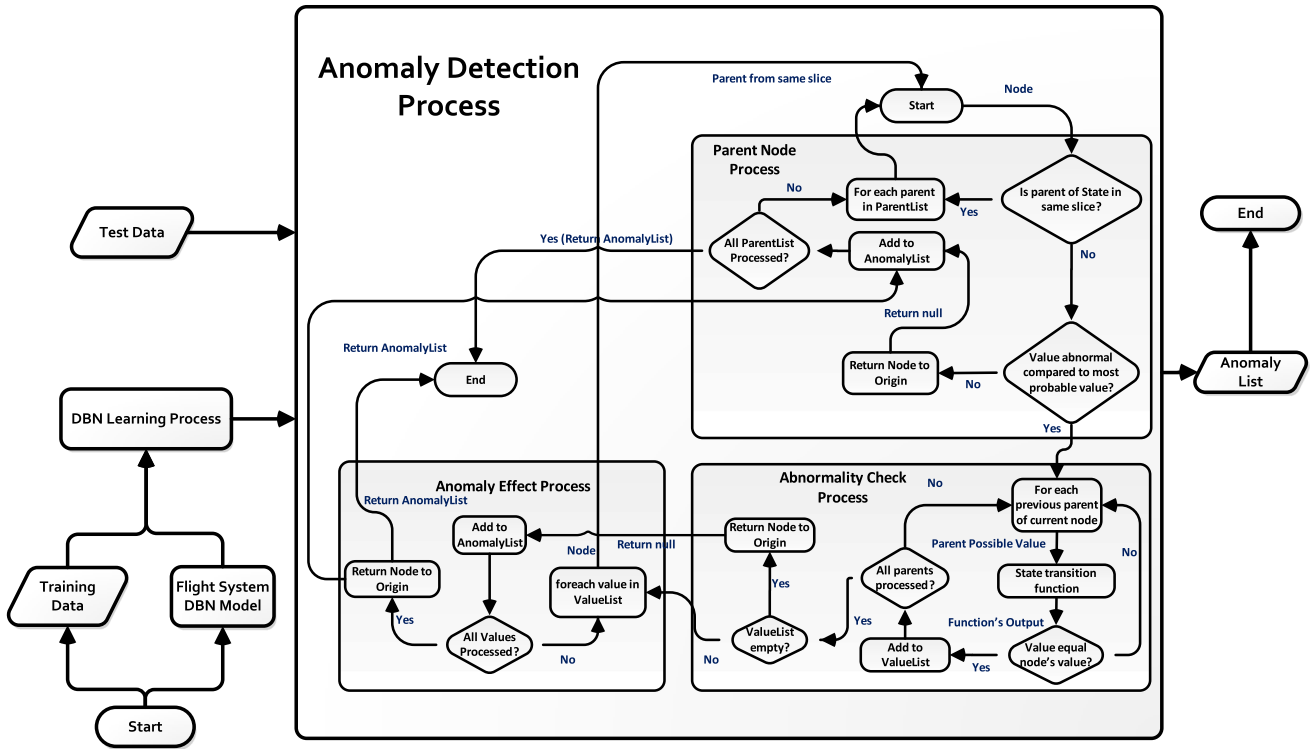 Anomaly Detection
Process
Parent from same slice
Start
Node
Parent Node
Process
No
For each parent
in ParentList
Yes
Is parent of State in
same slice?
Test Data
End
Yes (Return AnomalyList)
All ParentList
Processed?
Add to
AnomalyList
No
Return null
Return AnomalyList
End
Return Node to
Origin
No
Value abnormal
compared to most
probable value?
Anomaly
List
DBN Learning Process
Yes
Anomaly Effect Process
Return AnomalyList
Add to
AnomalyList
Node
Return null
Return Node to
Origin
foreach value in
ValueList
Yes
All Values
Processed?
No
Abnormality Check
Process
No
For each
previous parent
of current node
Return Node to
Origin
Parent Possible Value
No
All parents
processed?
State transition
function
Yes
Function's Output
Yes
ValueList
empty?
No
Add to
ValueList
Yes
Value equal
node's value?
Training
Data
Flight System
DBN Model
Start